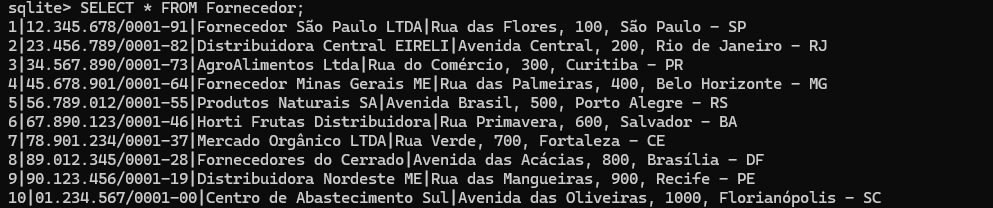 sqlite> SELECT * FROM Fornecedor;
1|12.345.678/0001-91|Fornecedor São Paulo LTDA|Rua das Flores, 100, São Paulo - SP
2|23.456.789/0001-82|Distribuidora Central EIRELI|Avenida Central, 200, Rio de Janeiro - RJ
3|34.567.890/0001-73|AgroAlimentos Ltda|Rua do Comércio, 300, Curitiba - PR
4|45.678.901/0001-64|Fornecedor Minas Gerais ME|Rua das Palmeiras, 400, Belo Horizonte - MG
5|56.789.012/0001-55|Produtos Naturais SA|Avenida Brasil, 500, Porto Alegre - RS
6|67.890.123/0001-46|Horti Frutas Distribuidora|Rua Primavera, 600, Salvador - BA
7|78.901.234/0001-37|Mercado Orgânico LTDA|Rua Verde, 700, Fortaleza - CE
8|89.012.345/0001-28|Fornecedores do Cerrado|Avenida das Acácias, 800, Brasília - DF
9|90.123.456/0001-19|Distribuidora Nordeste ME|Rua das Mangueiras, 900, Recife - PE
10|01.234.567/0001-00|Centro de Abastecimento Sul|Avenida das Oliveiras, 1000, Florianópolis - SC